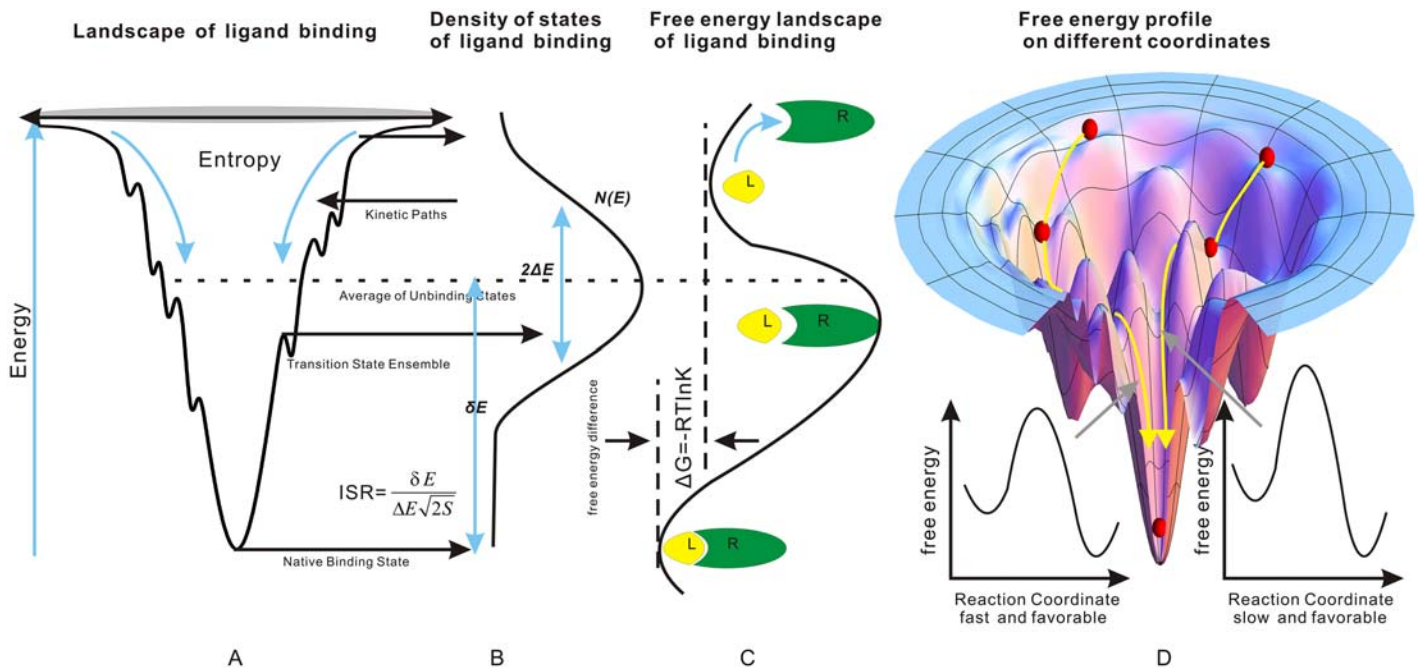 Landscape of ligand binding
Density of states
of ligand binding
Free energy landscape
of ligand binding
Free energy profile
on different coordinates
Energy
Entropy
Kinetic Paths
Average of Unbinding States
Transition State Ensemble
ISR= δE / ΔE√2S
Native Binding State
N(E)
2ΔE
δE
free energy difference
ΔG=-RTlnK
R
L
L
R
L
R
free energy
Reaction Coordinate
fast and favorable
free energy
Reaction Coordinate
slow and favorable
A
B
C
D